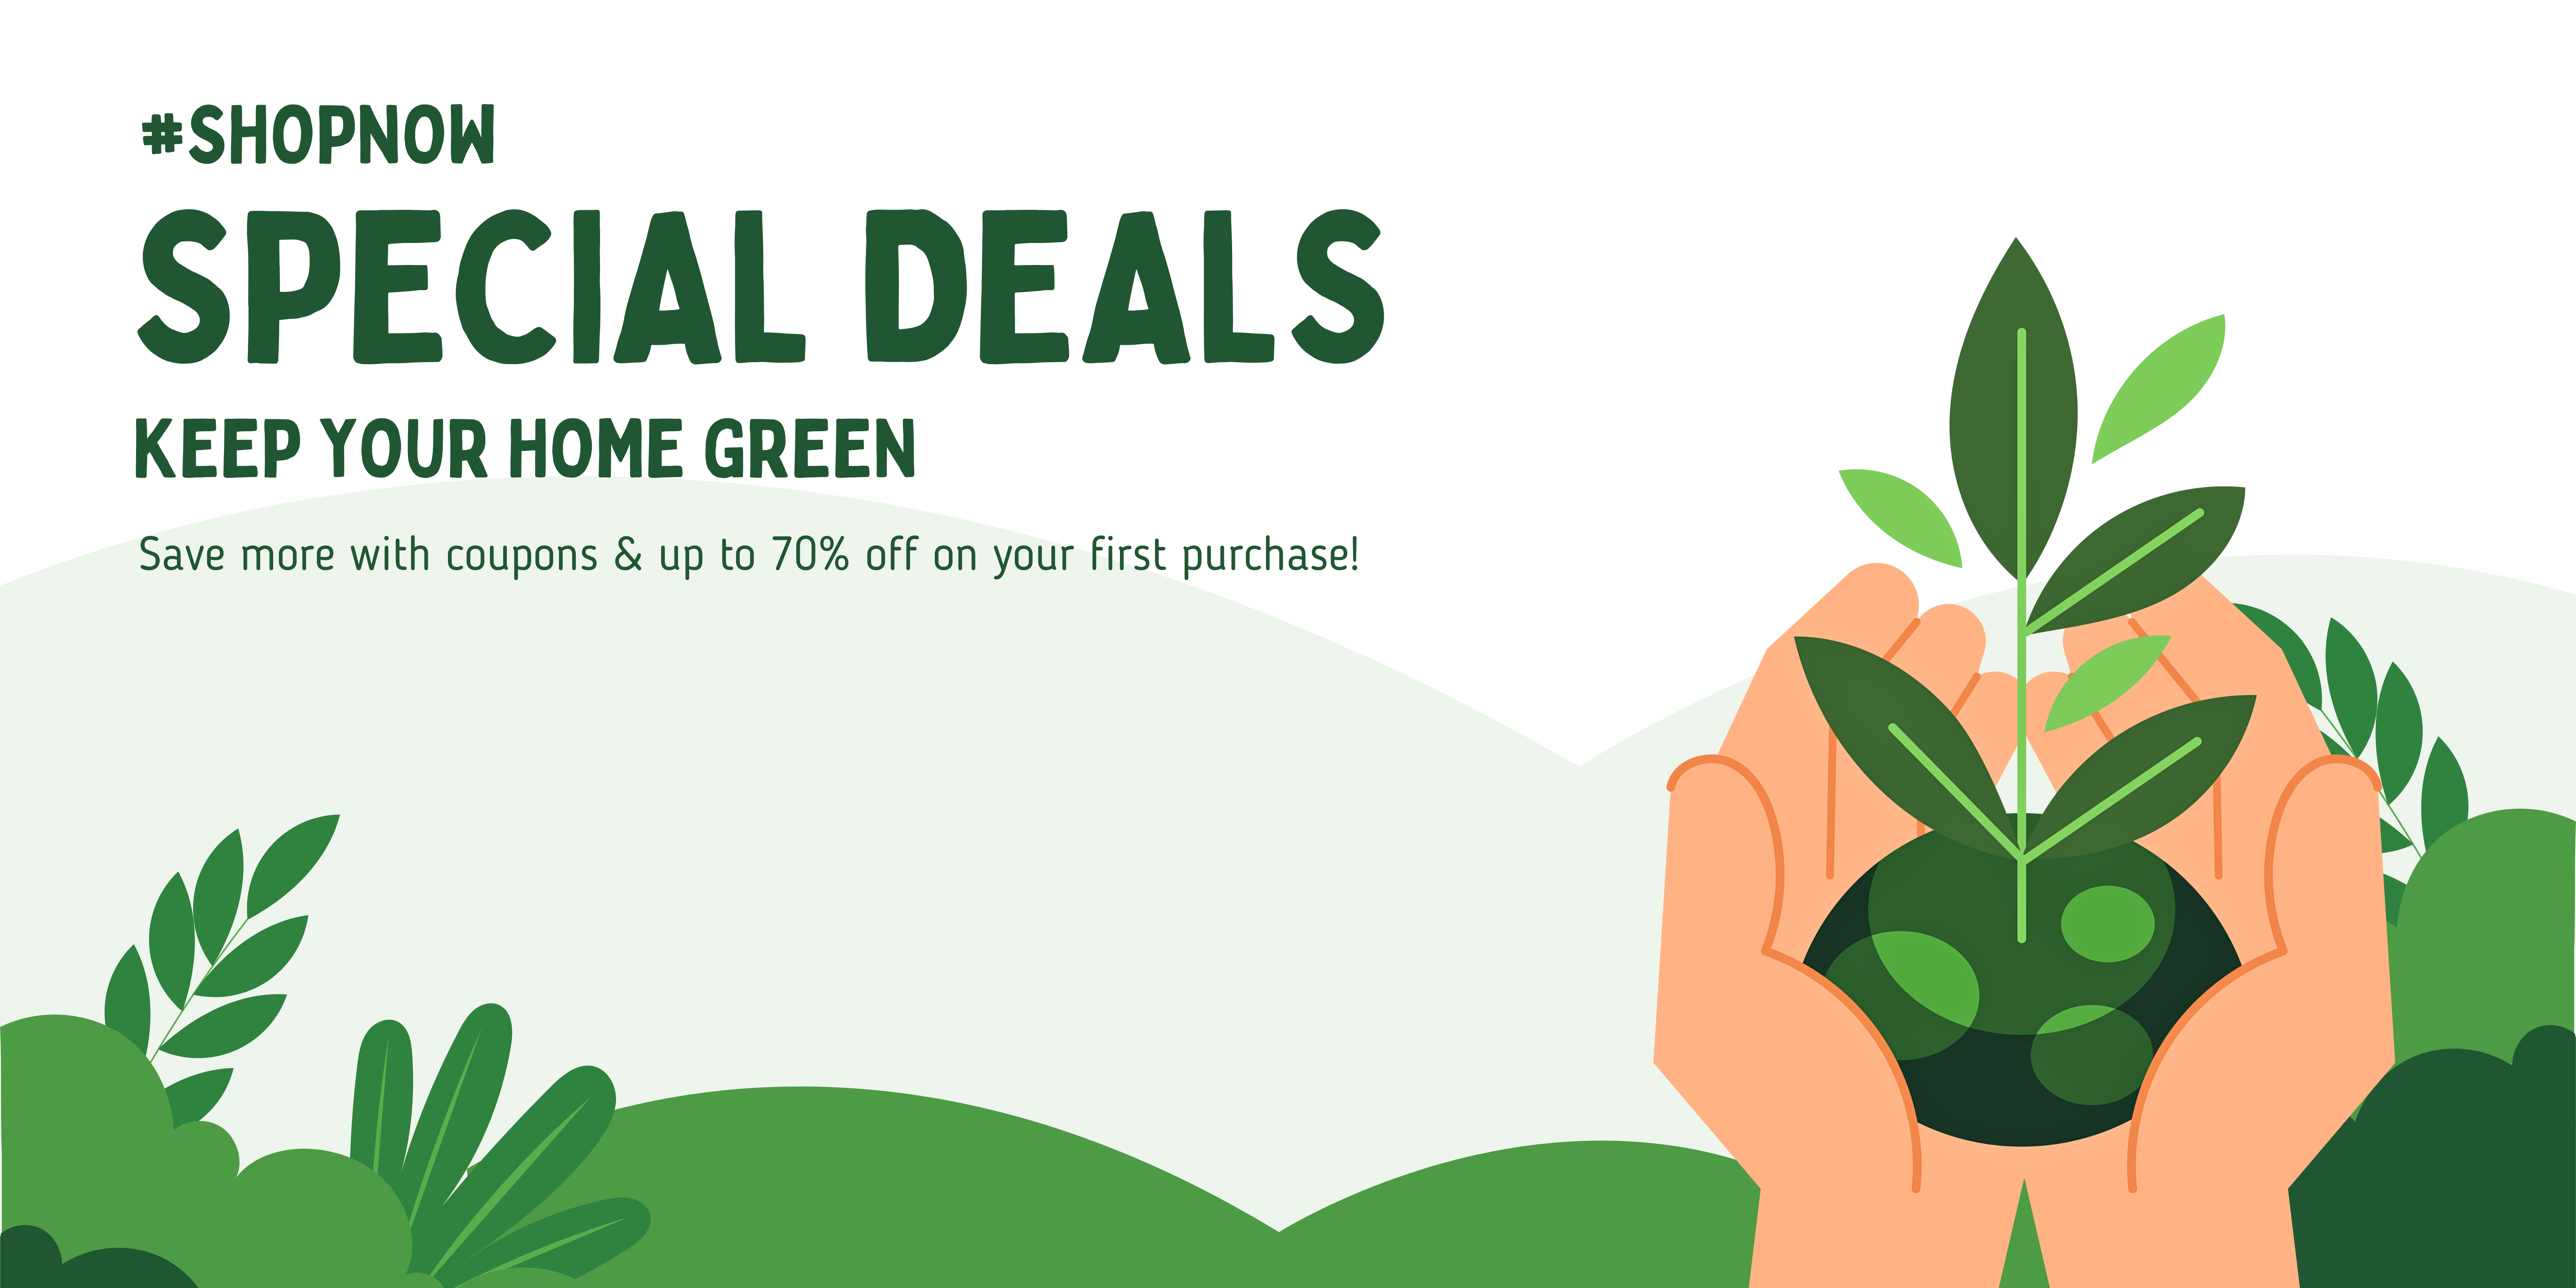 #SHOPNOW
SPECIAL DEALS
KEEP YOUR HOME GREEN
Save more with coupons & up to 70% off on your first purchase!